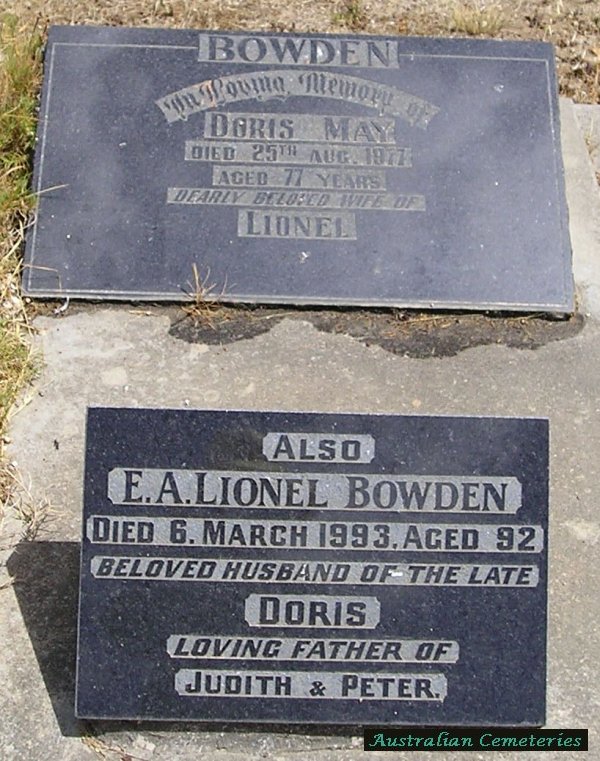 BOWDEN
In Loving Memory of
DORIS MAY
DIED 25TH AUG. 1977
AGED 77 YEARS
DEARLY BELOVED WIFE OF
LIONEL
ALSO
E.A.LIONEL BOWDEN
DIED 6. MARCH 1993, AGED 92
BELOVED HUSBAND OF THE LATE
DORIS
LOVING FATHER OF
JUDITH & PETER.
Australian Cemeteries